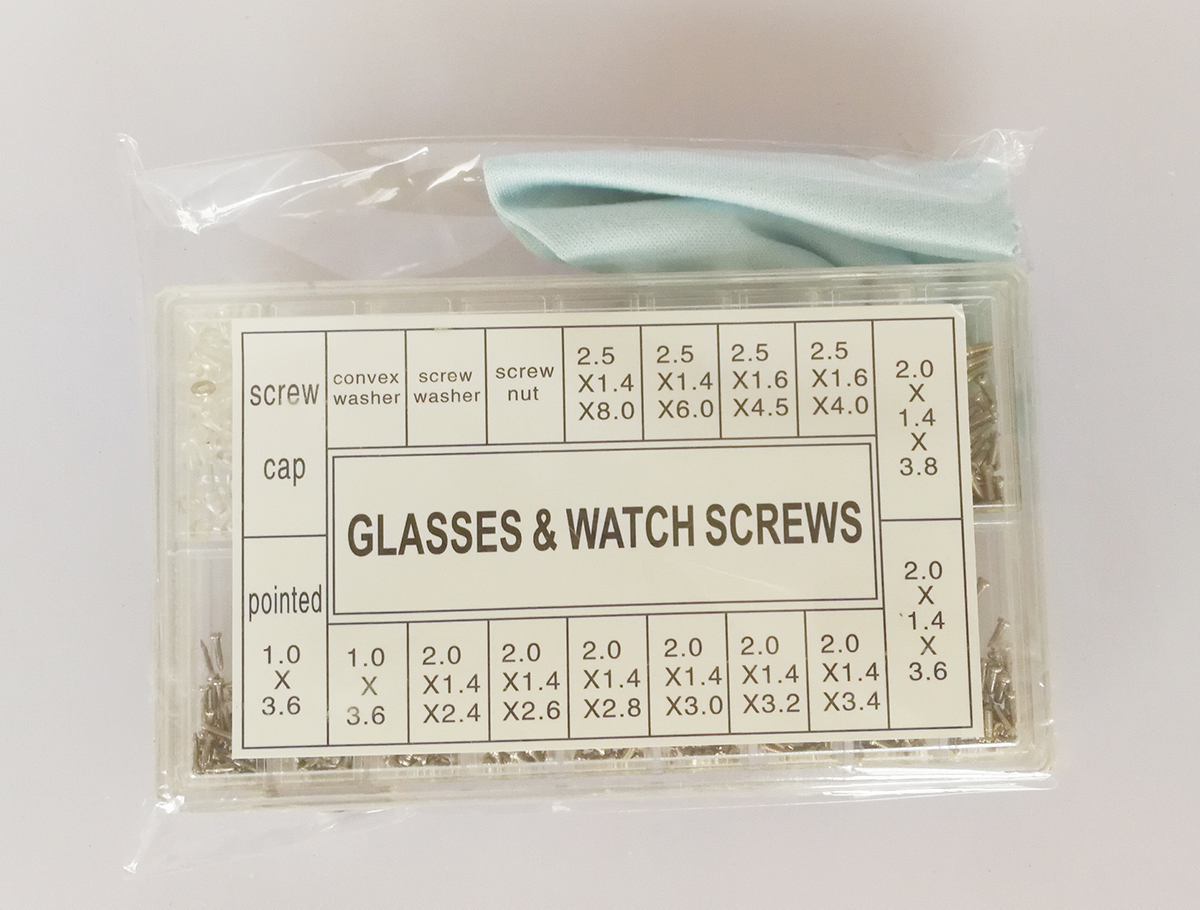 screw
cap
convex
washer
screw
washer
screw
nut
2.5
X1.4
X8.0
2.5
X1.4
X6.0
2.5
X1.6
X4.5
2.5
X1.6
X4.0
2.0
X
1.4
X
3.8
GLASSES & WATCH SCREWS
pointed
1.0
X
3.6
1.0
X
3.6
2.0
X1.4
X2.4
2.0
X1.4
X2.6
2.0
X1.4
X2.8
2.0
X1.4
X3.0
2.0
X1.4
X3.2
2.0
X1.4
X3.4
2.0
X
1.4
X
3.6